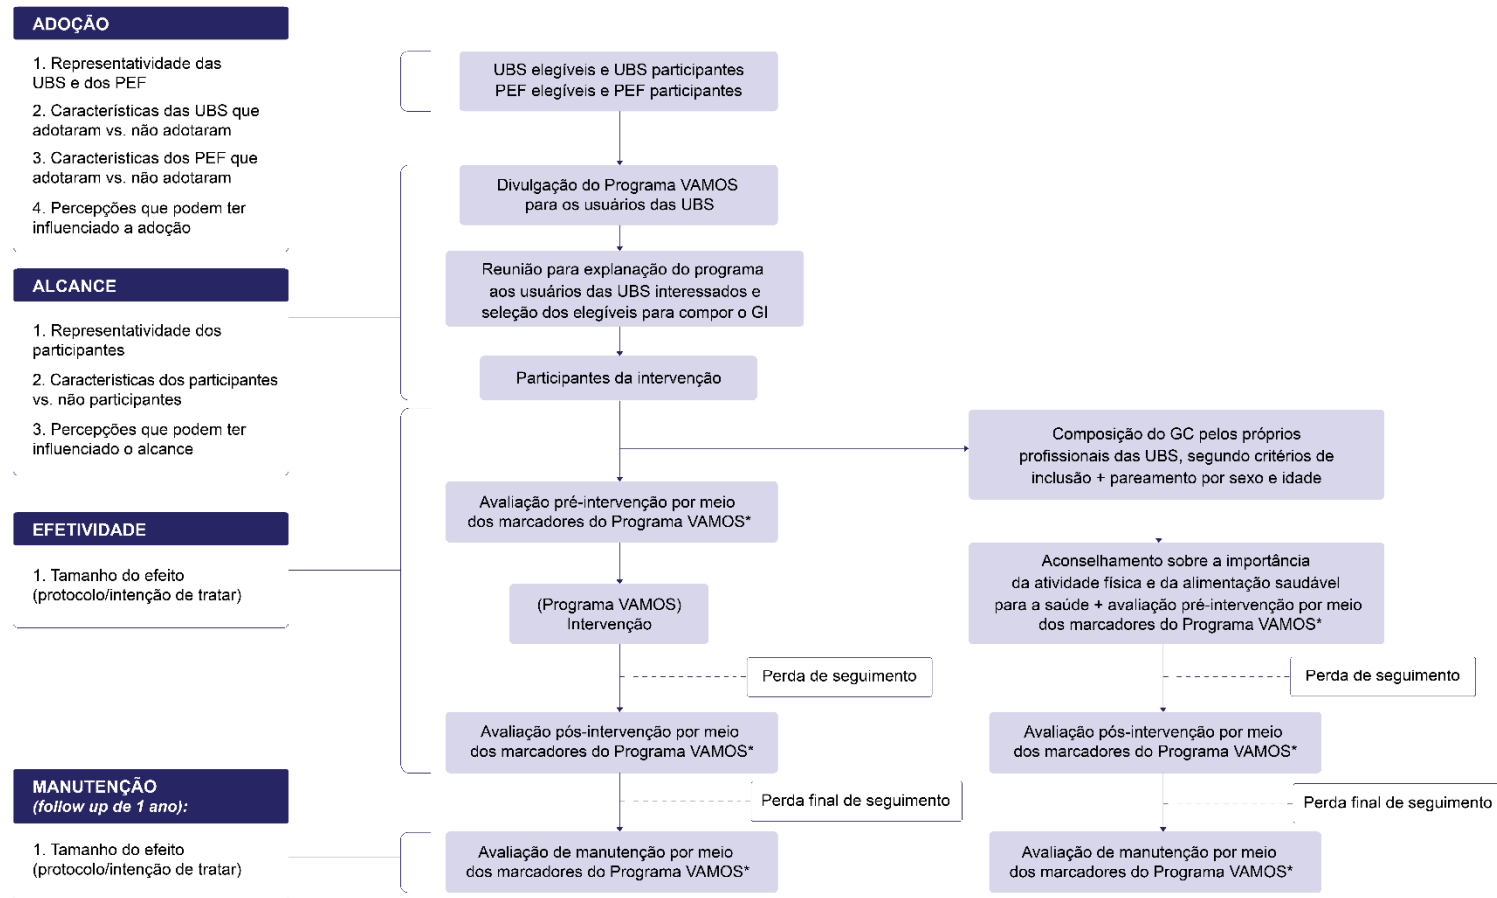 ADOÇÃO
1. Representatividade das
UBS e dos PEF
2. Características das UBS que
adotaram vs. não adotaram
3. Características dos PEF que
adotaram vs. não adotaram
4. Percepções que podem ter
influenciado a adoção
ALCANCE
1. Representatividade dos
participantes
2. Características dos participantes
vs. não participantes
3. Percepções que podem ter
influenciado o alcance
EFETIVIDADE
1. Tamanho do efeito
(protocolo/intenção de tratar)
MANUTENÇÃO
(follow up de 1 ano):
1. Tamanho do efeito
(protocolo/intenção de tratar)
UBS elegíveis e UBS participantes
PEF elegíveis e PEF participantes
Divulgação do Programa VAMOS
para os usuários das UBS
Reunião para explanação do programa
aos usuários das UBS interessados e
seleção dos elegíveis para compor o GI
Participantes da intervenção
Avaliação pré-intervenção por meio
dos marcadores do Programa VAMOS*
(Programa VAMOS)
Intervenção
Perda de seguimento
Avaliação pós-intervenção por meio
dos marcadores do Programa VAMOS*
Perda final de seguimento
Avaliação de manutenção por meio
dos marcadores do Programa VAMOS*
Composição do GC pelos próprios
profissionais das UBS, segundo critérios de
inclusão + pareamento por sexo e idade
Aconselhamento sobre a importância
da atividade física e da alimentação saudável
para a saúde + avaliação pré-intervenção por meio
dos marcadores do Programa VAMOS*
Perda de seguimento
Avaliação pós-intervenção por meio
dos marcadores do Programa VAMOS*
Perda final de seguimento
Avaliação de manutenção por meio
dos marcadores do Programa VAMOS*